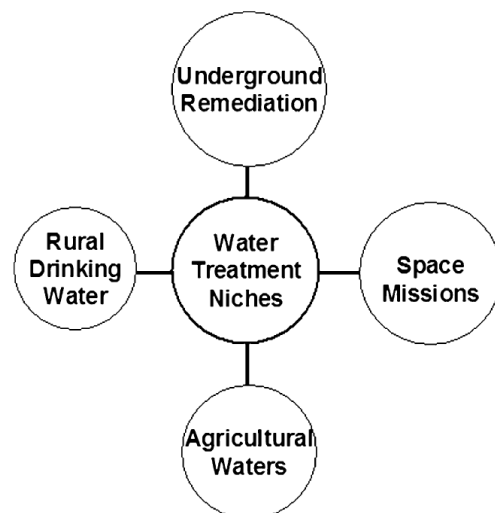 Underground
Remediation
Rural
Drinking
Water
Water
Treatment
Niches
Space
Missions
Agricultural
Waters